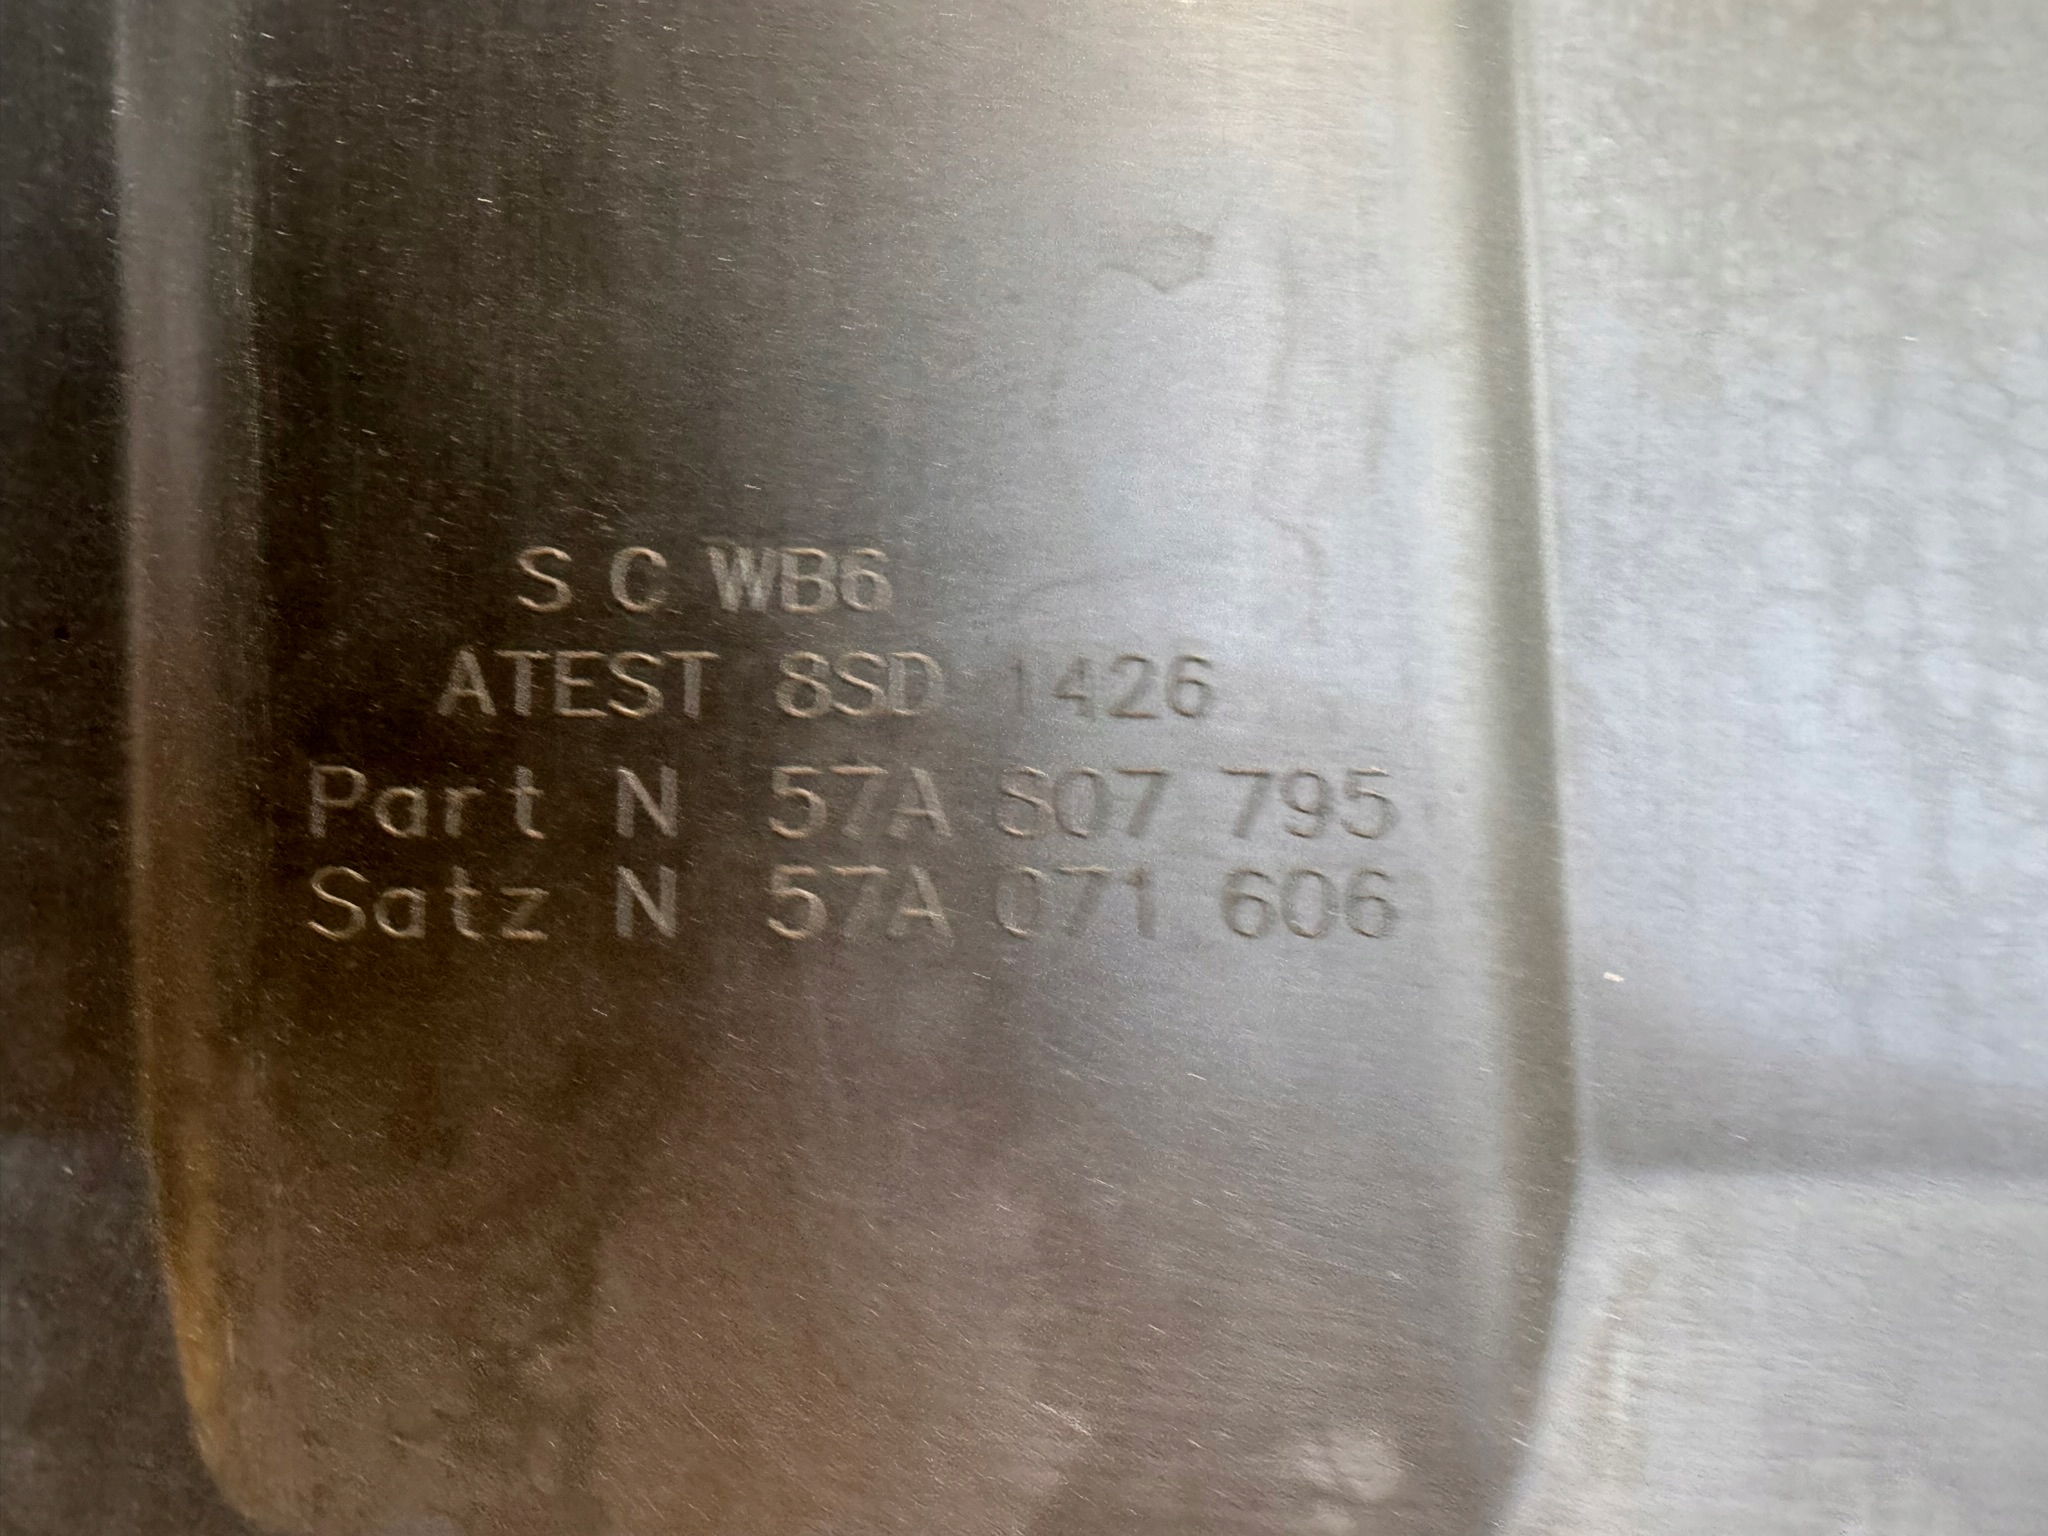 S C WB6
ATEST 8SD 1426
Part N 57A 807 795
Satz N 57A 071 606